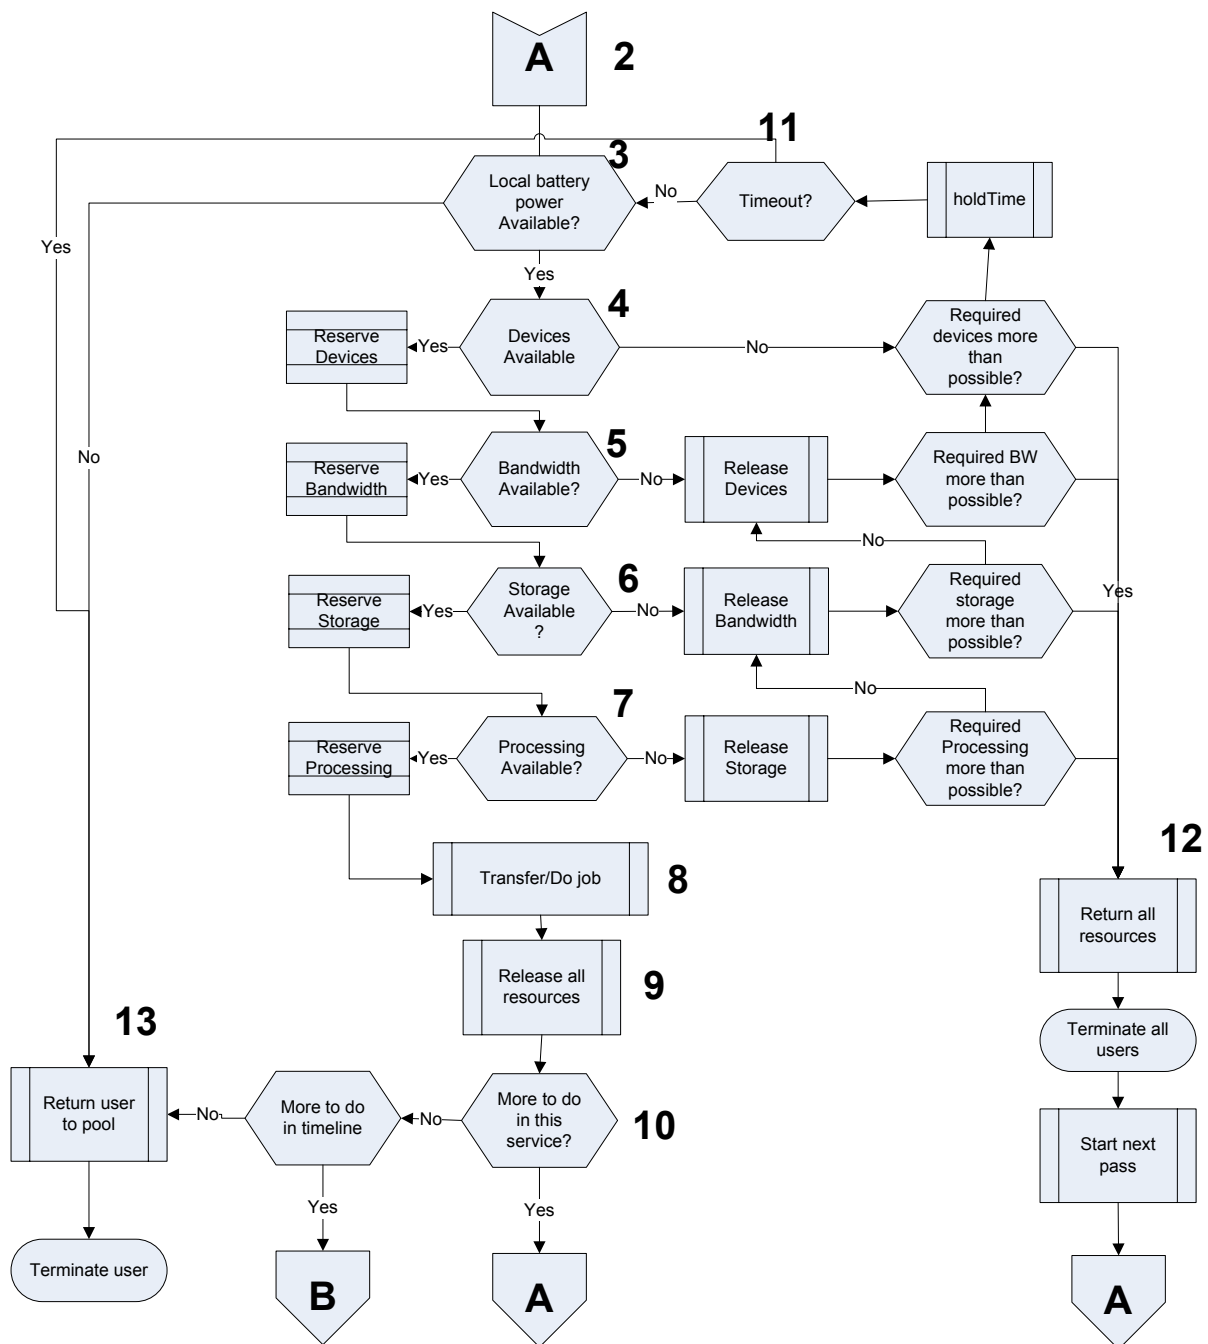 A
2
11
3
Local battery
power
Available?
No
Timeout?
holdTime
Yes
Yes
4
Reserve
Devices
Yes
Devices
Available
No
Required
devices more
than
possible?
No
5
Reserve
Bandwidth
Yes
Bandwidth
Available?
No
Release
Devices
Required BW
more than
possible?
No
6
Reserve
Storage
Yes
Storage
Available
?
No
Release
Bandwidth
Required
storage
more than
possible?
Yes
No
7
Reserve
Processing
Yes
Processing
Available?
No
Release
Storage
Required
Processing
more than
possible?
12
Transfer/Do job
8
Return all
resources
Release all
resources
9
13
Terminate all
users
Return user
to pool
No
More to do
in timeline
No
More to do
in this
service?
10
Start next
pass
Yes
Yes
Terminate user
B
A
A